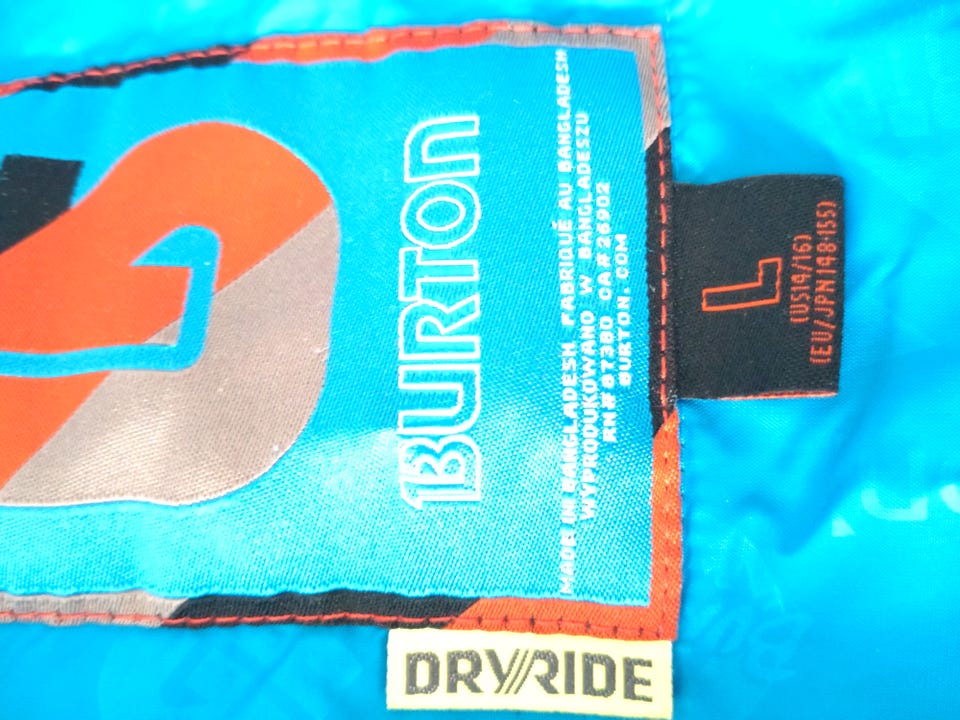 BURTON
MADE IN BANGLADESH FABRIQUÉ AU BANGLADESH
WYPRODUKOWANO W BANGLADESZU
RN#87380 CA#26902
BURTON.COM
L
(US14/16)
(EU/JPN148-155)
DRYRIDE